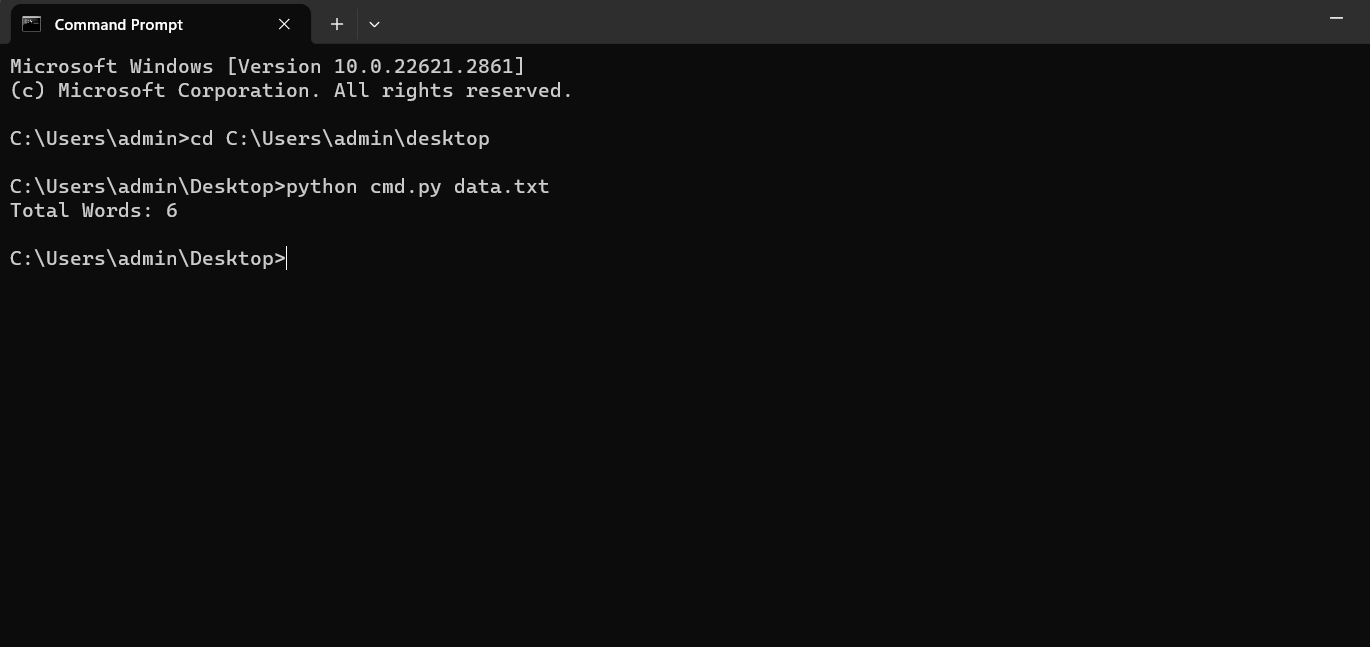 Command Prompt
Microsoft Windows [Version 10.0.22621.2861]
(c) Microsoft Corporation. All rights reserved.
C:\Users\admin>cd C:\Users\admin\desktop
C:\Users\admin\Desktop>python cmd.py data.txt
Total Words: 6
C:\Users\admin\Desktop>